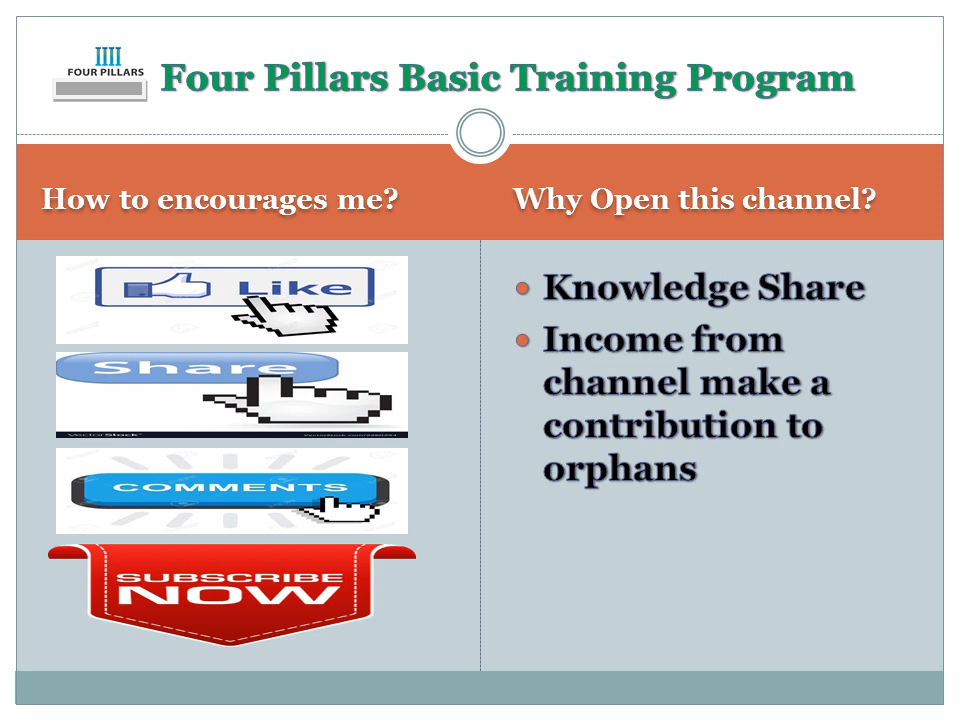 FOUR PILLARS
Four Pillars Basic Training Program
How to encourages me?
Why Open this channel?
Like
Share
VectorStock
COMMENTS
SUBSCRIBE
NOW
Knowledge Share
Income from
channel make a
contribution to
orphans